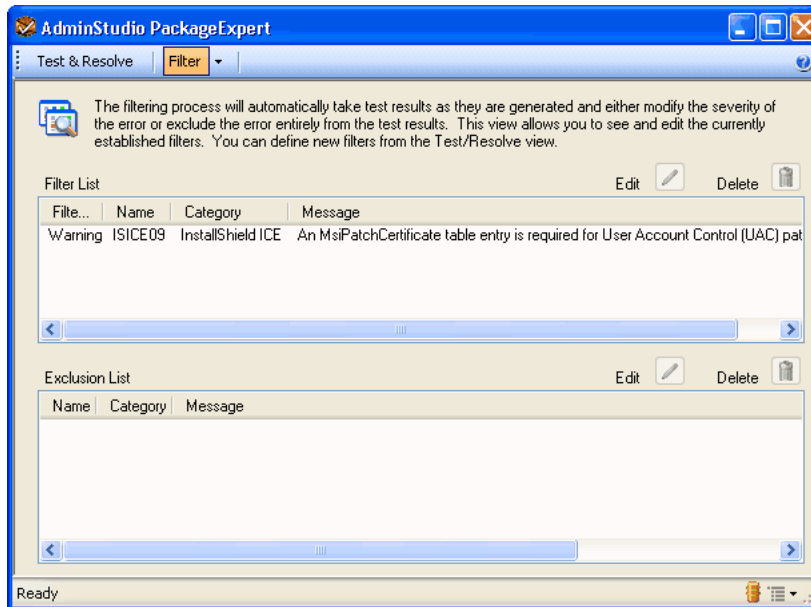 AdminStudio PackageExpert
Test & Resolve Filter
The filtering process will automatically take test results as they are generated and either modify the severity of
the error or exclude the error entirely from the test results. This view allows you to see and edit the currently
established filters. You can define new filters from the Test/Resolve view.
Filter List Edit Delete
Filte... Name Category Message
Warning ISICE09 InstallShield ICE An MsiPatchCertificate table entry is required for User Account Control (UAC) pat
Exclusion List Edit Delete
Name Category Message
Ready